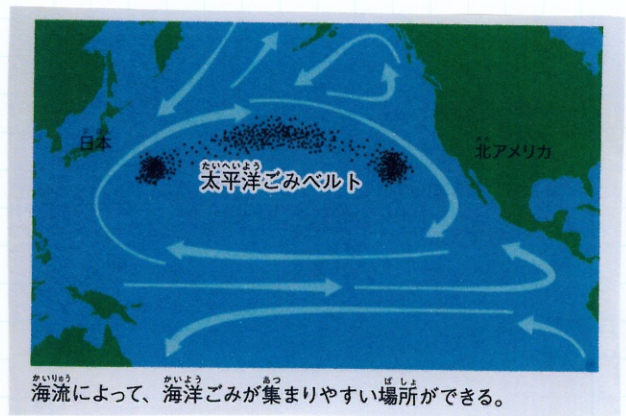 日本
北アメリカ
太平洋ごみベルト
海流によって、海洋ごみが集まりやすい場所ができる。